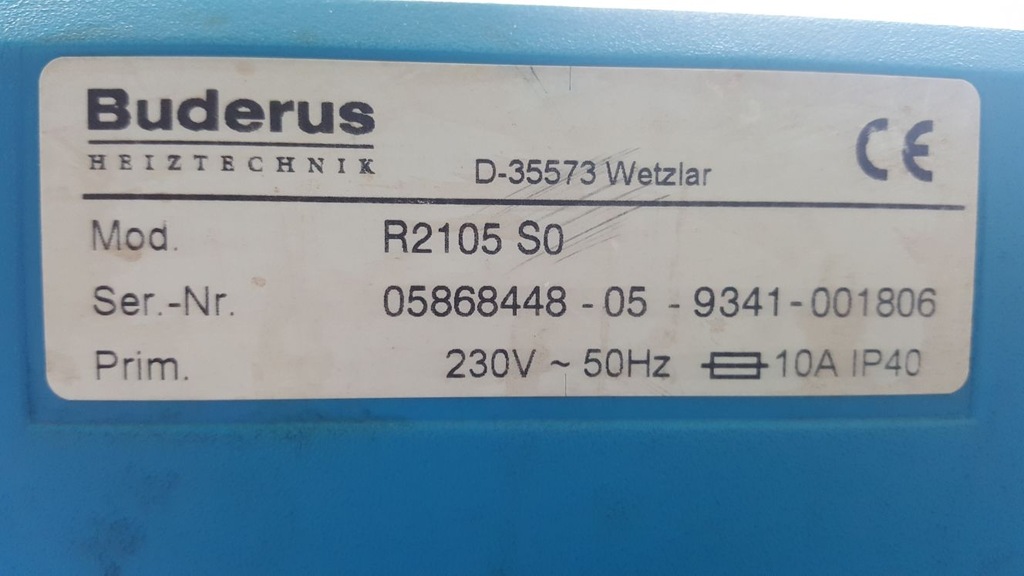 Buderus
HEIZTECHNIK
D-35573 Wetzlar
CE
Mod. R2105 S0
Ser.-Nr. 05868448 - 05 - 9341 - 001806
Prim. 230V ~ 50Hz 10A IP40